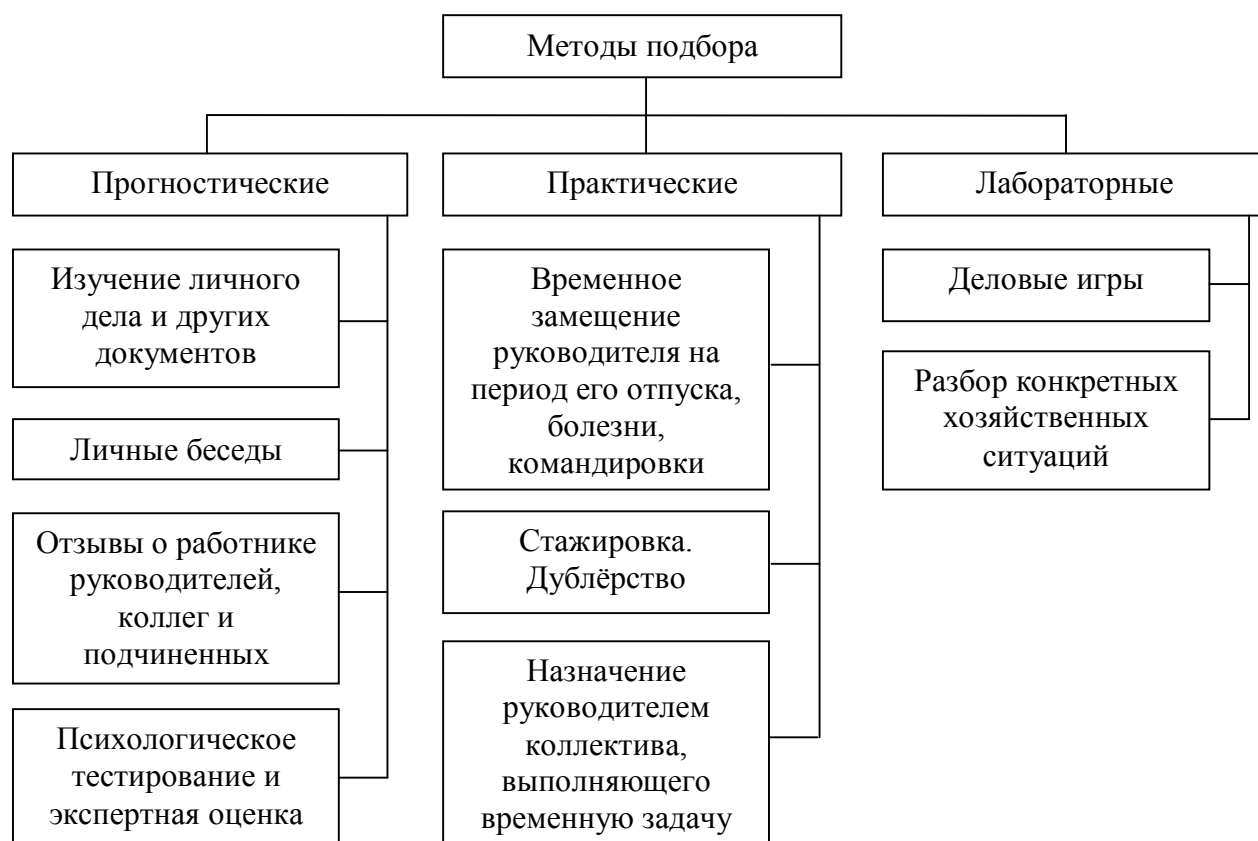 Методы подбора
Прогностические
Изучение личного
дела и других
документов
Личные беседы
Отзывы о работнике
руководителей,
коллег и
подчиненных
Психологическое
тестирование и
экспертная оценка
Практические
Временное
замещение
руководителя на
период его отпуска,
болезни,
командировки
Стажировка.
Дублёрство
Назначение
руководителем
коллектива,
выполняющего
временную задачу
Лабораторные
Деловые игры
Разбор конкретных
хозяйственных
ситуаций